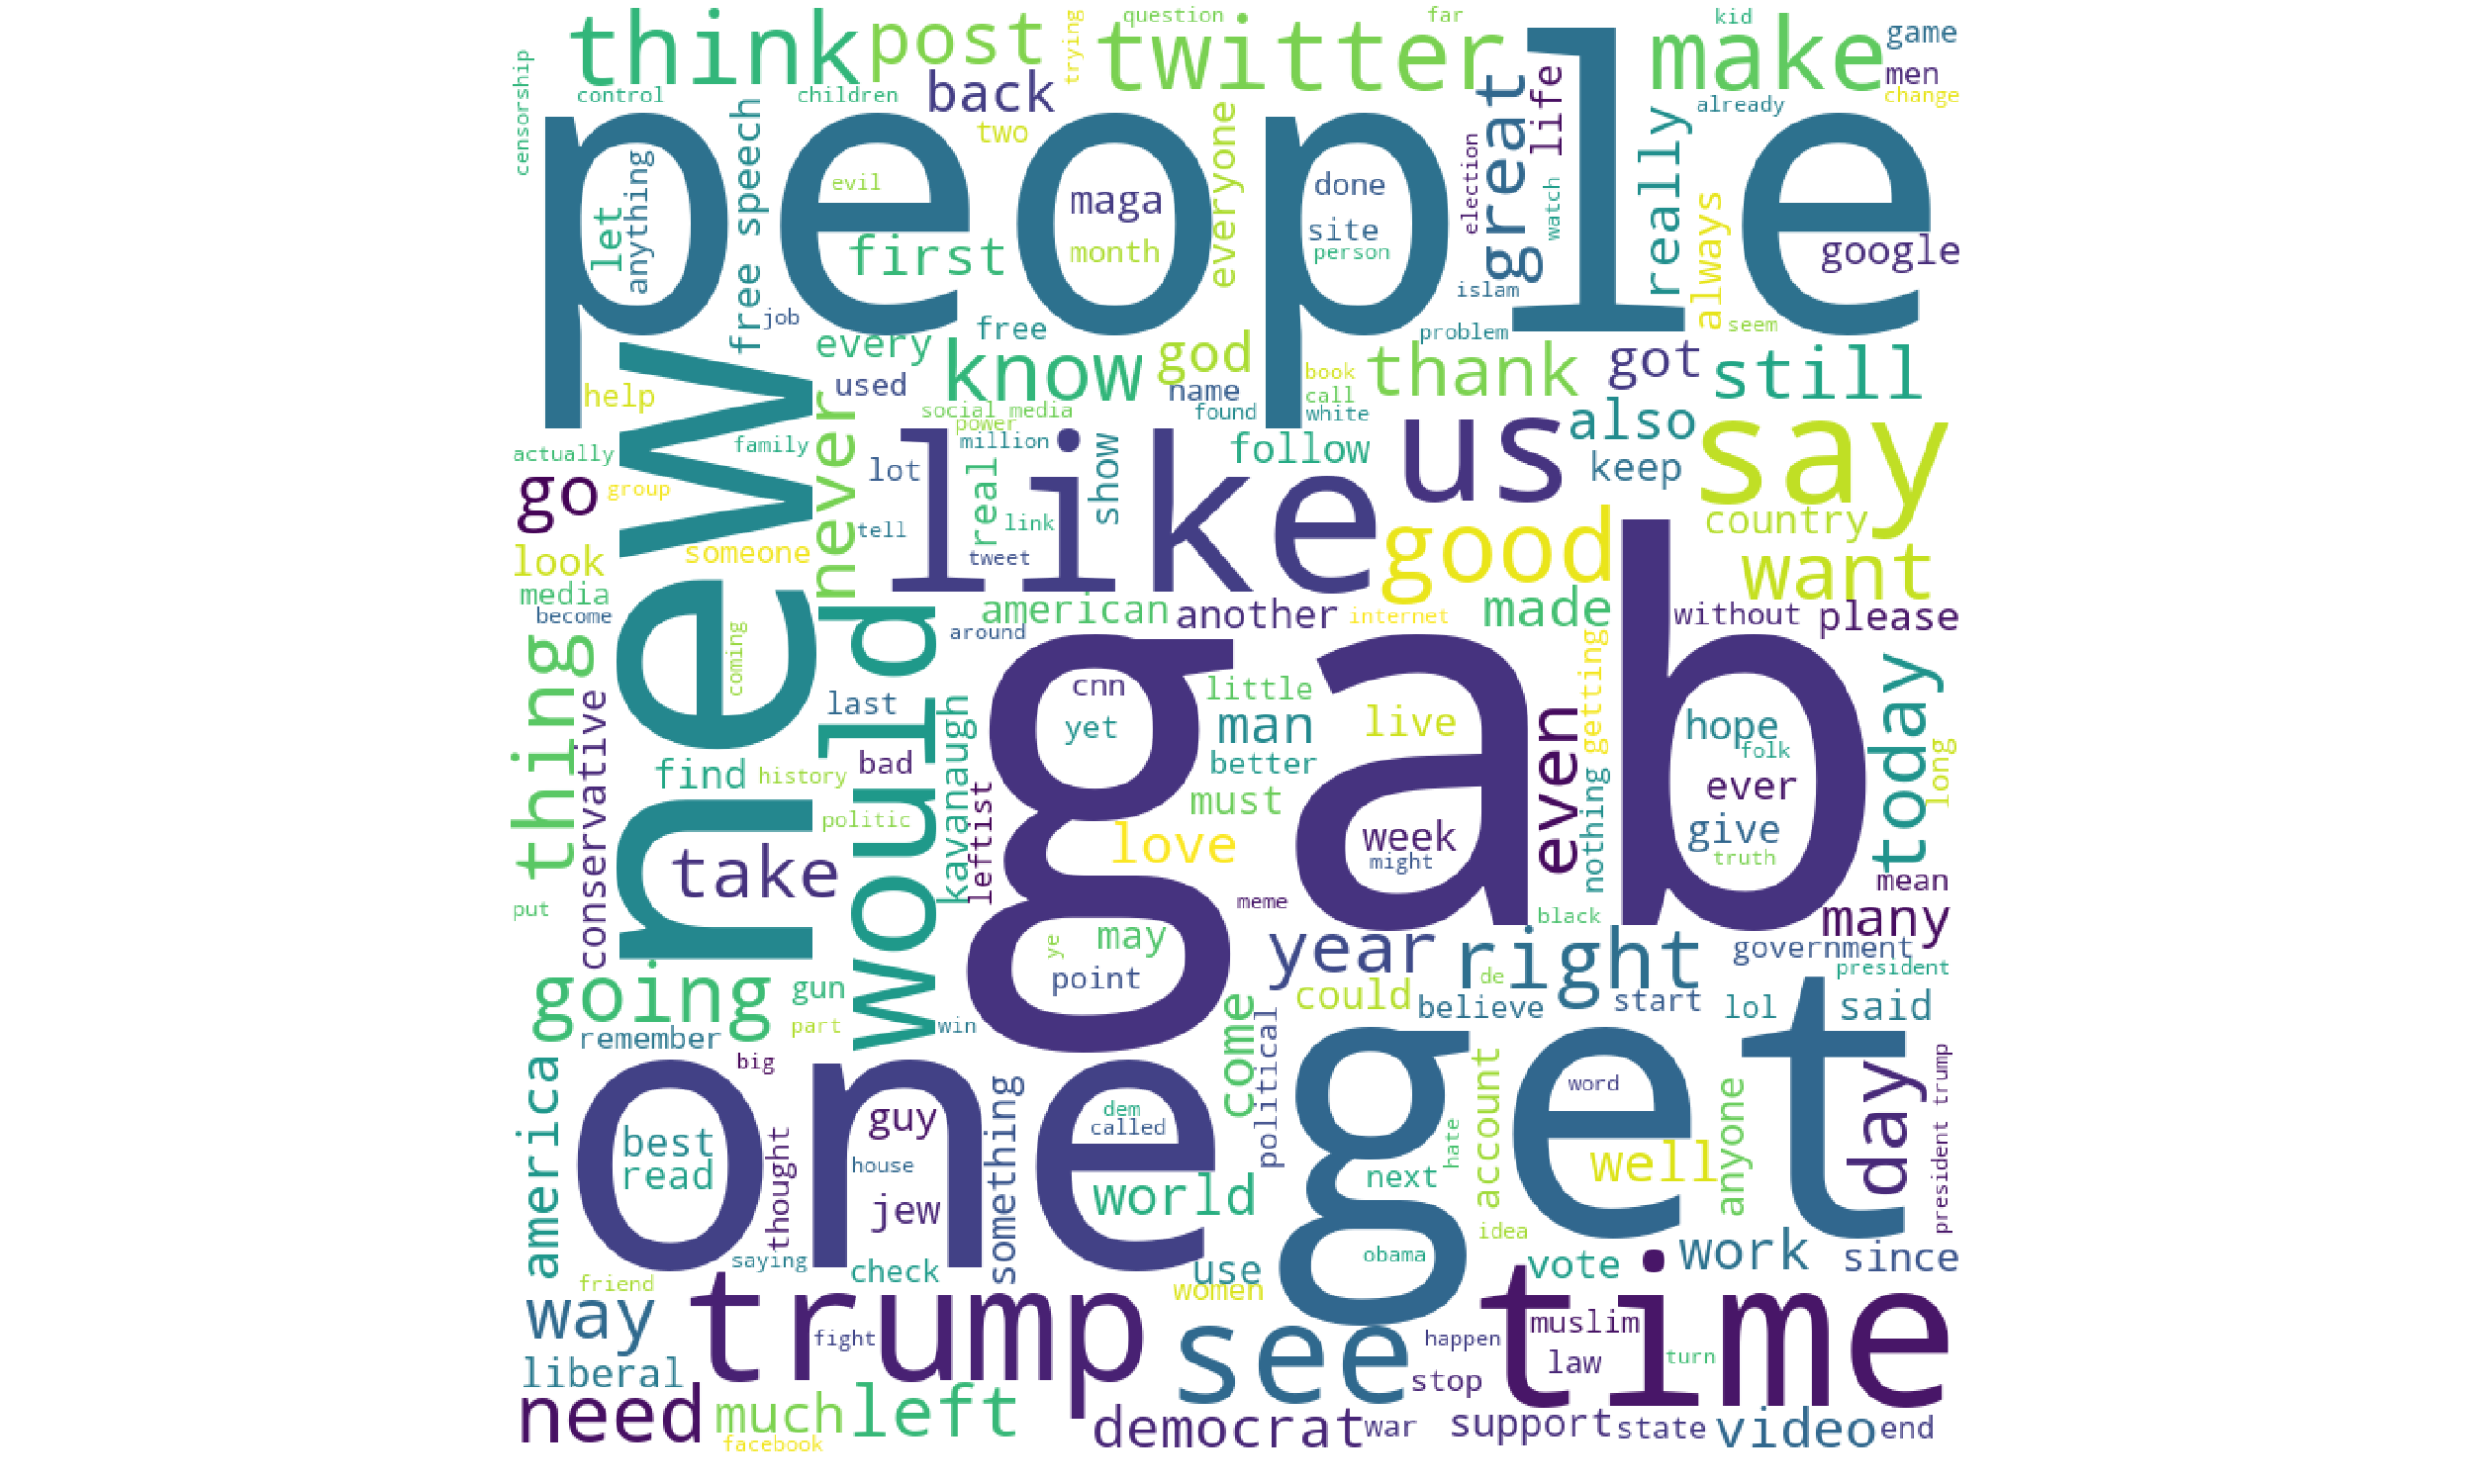 think
post
twitter
make
people
gab
new
one
get
like
trying
question
far
kid
game
men
change
already
censorship
control
children
back
two
everyone
great
life
really
always
google
free speech
let
anything
evil
first
maga
month
done
site
person
election
watch
islam
problem
seem
job
free
every
know
god
thank
got
still
help
used
name
book
call
white
found
social media
power
million
show
follow
us
also
keep
say
actually
family
never
lot
real
link
tweet
tell
go
group
look
someone
media
become
good
country
want
american
another
internet
made
without
please
around
thing
coming
would
conservative
last
cnn
yet
little
man
live
better
must
even
getting
nothing
hope
folk
ever
give
truth
today
long
find
history
bad
politic
kavanaugh
leftist
love
week
might
take
put
meme
black
mean
many
government
president
may
ye
point
year
right
de
could
believe
start
lol
said
going
gun
part
win
remember
big
america
best
read
thought
guy
house
jew
something
dem
called
come
political
world
hate
next
account
word
idea
well
anyone
day
president trump
obama
saying
check
friend
use
women
vote
work
since
way
trump
fight
see
happen
time
muslim
law
turn
stop
liberal
need
much
left
facebook
democrat
war
support
state
video
end